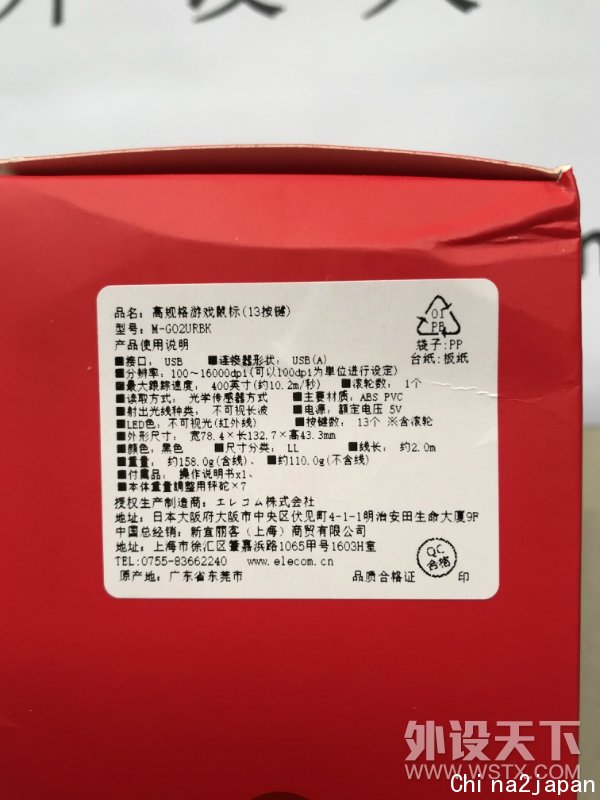 品名: 高规格游戏鼠标(13按键)
型号: M-G02URBK
产品使用说明
■接口: USB ■连接器形状: USB(A)
■分辨率: 100~16000dpi(可以100dpi为単位进行设定)
■最大跟踪速度: 400英寸(约10.2m/秒) ■滚轮数: 1个
■读取方式: 光学传感器方式 ■主要材质: ABS PVC
■射出光线种类: 不可视长波 ■电源: 额定电压 5V
■LED色: 不可视光(红外线) ■按键数: 13个 ※含滚轮
■外形尺寸: 宽78.4×长132.7×高43.3mm
■颜色: 黑色 ■尺寸分类: LL ■线长: 约2.0m
■重量: 约158.0g(含线)、 ■约110.0g(不含线)
■付属品: 操作说明书x1、
■本体重量調整用秤砣×7
授权生产制造商: エレコム株式会社
地址: 日本大阪府大阪市中央区伏见町4-1-1明治安田生命大厦9F
中国总经销: 新宜丽客（上海）商贸有限公司
地址: 上海市徐汇区肇嘉浜路1065甲号1603H室
TEL:0755-83662240 www.elecom.cn
原产地: 广东省东莞市 品质合格证 印
QC
合格
01
PE
袋子: PP
台纸: 板纸
外设天下
WWW.WSTX.COM
Chi na2japan